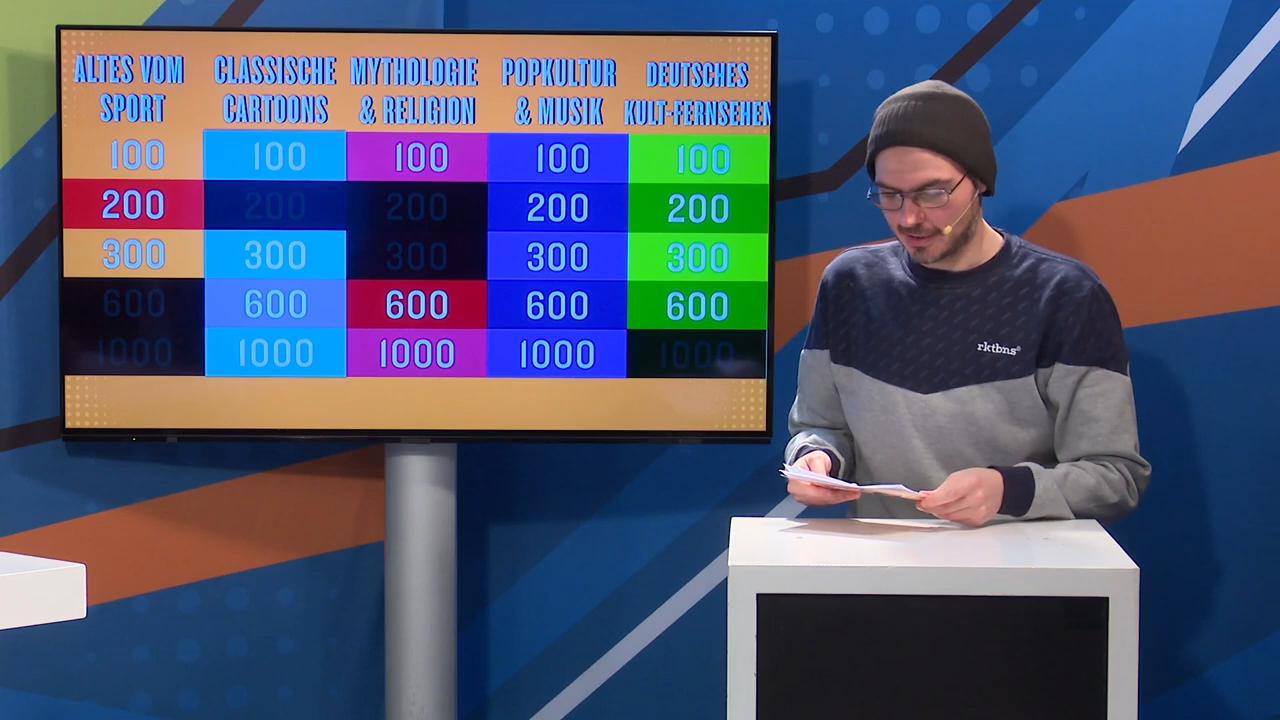 ALTES VOM
SPORT
CLASSISCHE
CARTOONS
MYTHOLOGIE
& RELIGION
POPKULTUR
& MUSIK
DEUTSCHES
KULT-FERNSEHEN
100 100 100 100 100
200 200 200 200 200
300 300 300 300 300
600 600 600 600 600
1000 1000 1000 1000 1000
rktbns®